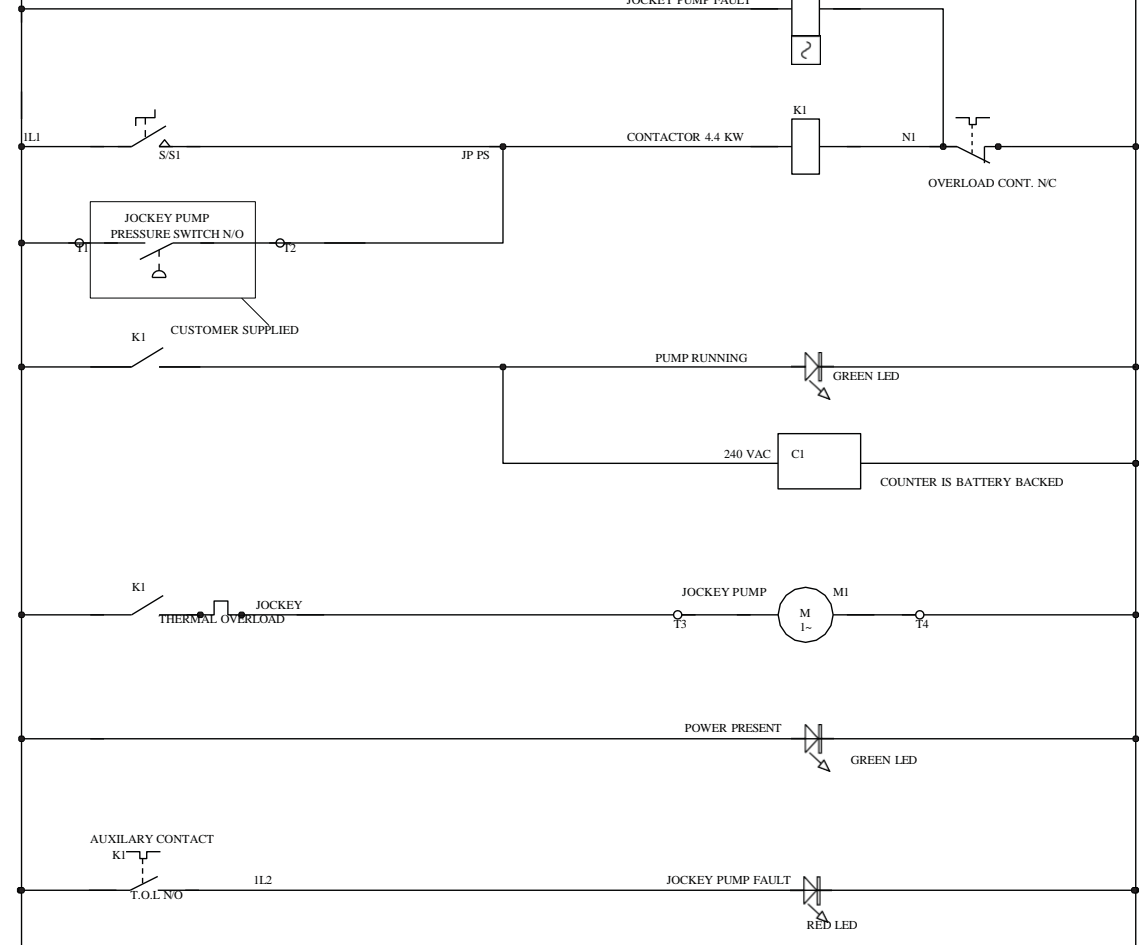 JOCKEY PUMP FAULT
K1
1L1
CONTACTOR 4.4 KW
N1
S/S1
JP PS
OVERLOAD CONT. N/C
JOCKEY PUMP
PRESSURE SWITCH N/O
T1
T2
CUSTOMER SUPPLIED
K1
PUMP RUNNING
GREEN LED
240 VAC
C1
COUNTER IS BATTERY BACKED
K1
JOCKEY
THERMAL OVERLOAD
JOCKEY PUMP
M1
M
1~
T3
T4
POWER PRESENT
GREEN LED
AUXILARY CONTACT
K1
T.O.L N/O
1L2
JOCKEY PUMP FAULT
RED LED